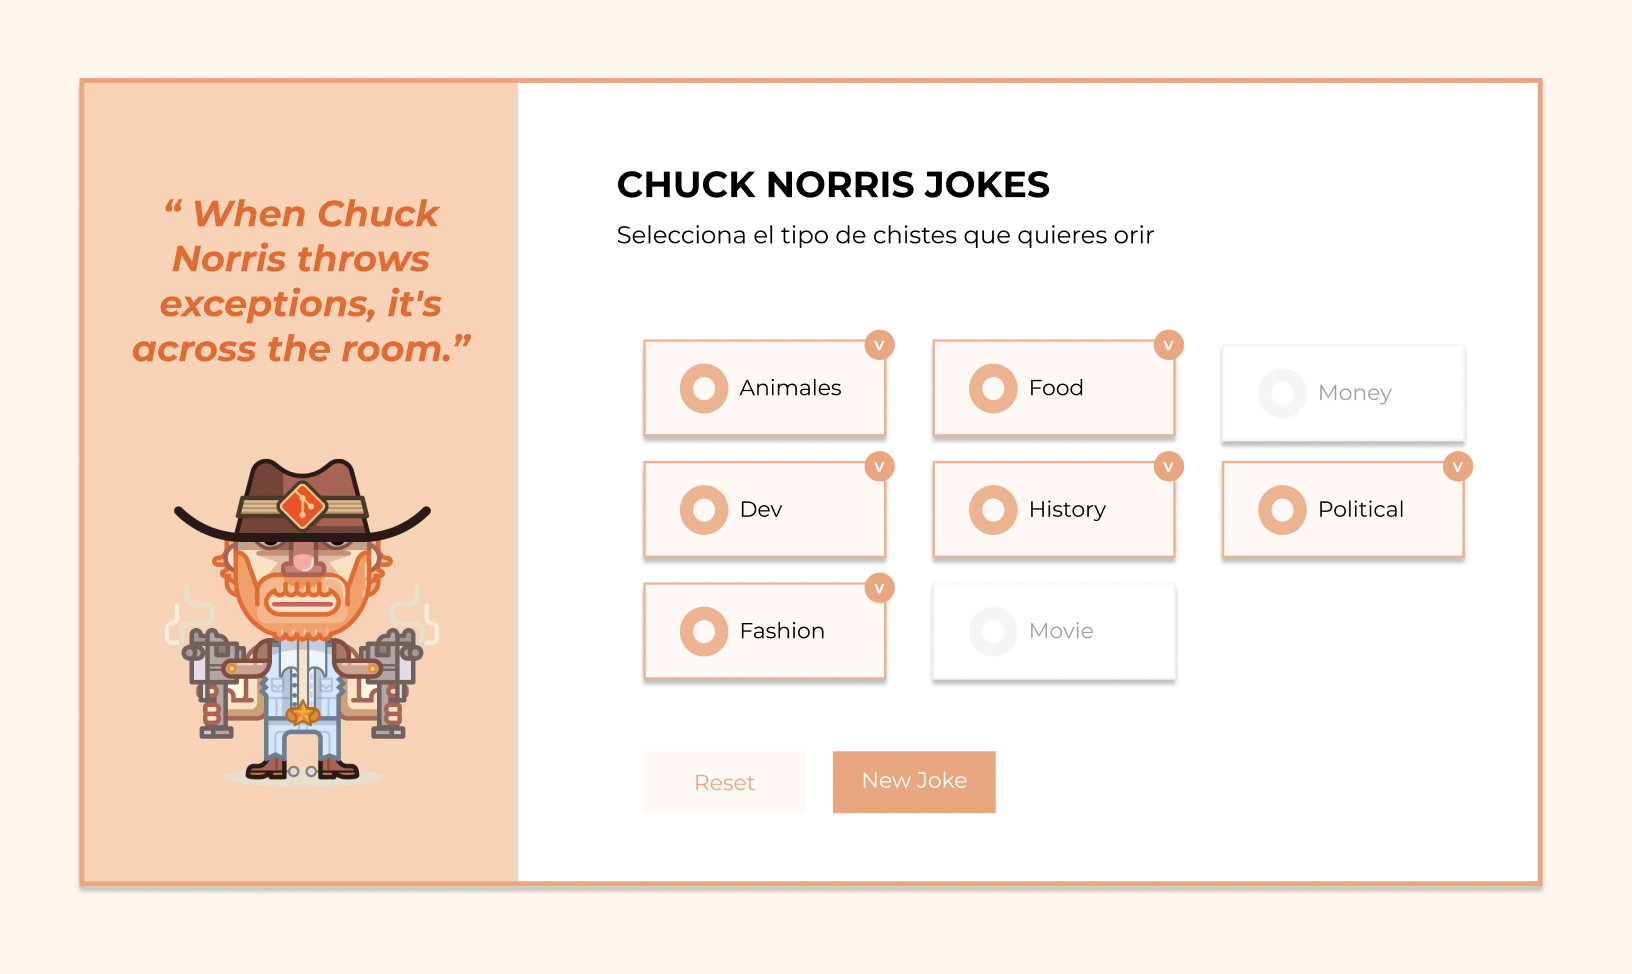 “ When Chuck
Norris throws
exceptions, it's
across the room.”
CHUCK NORRIS JOKES
Selecciona el tipo de chistes que quieres orir
v
Animales
v
Food
Money
v
Dev
v
History
v
Political
v
Fashion
Movie
Reset
New Joke